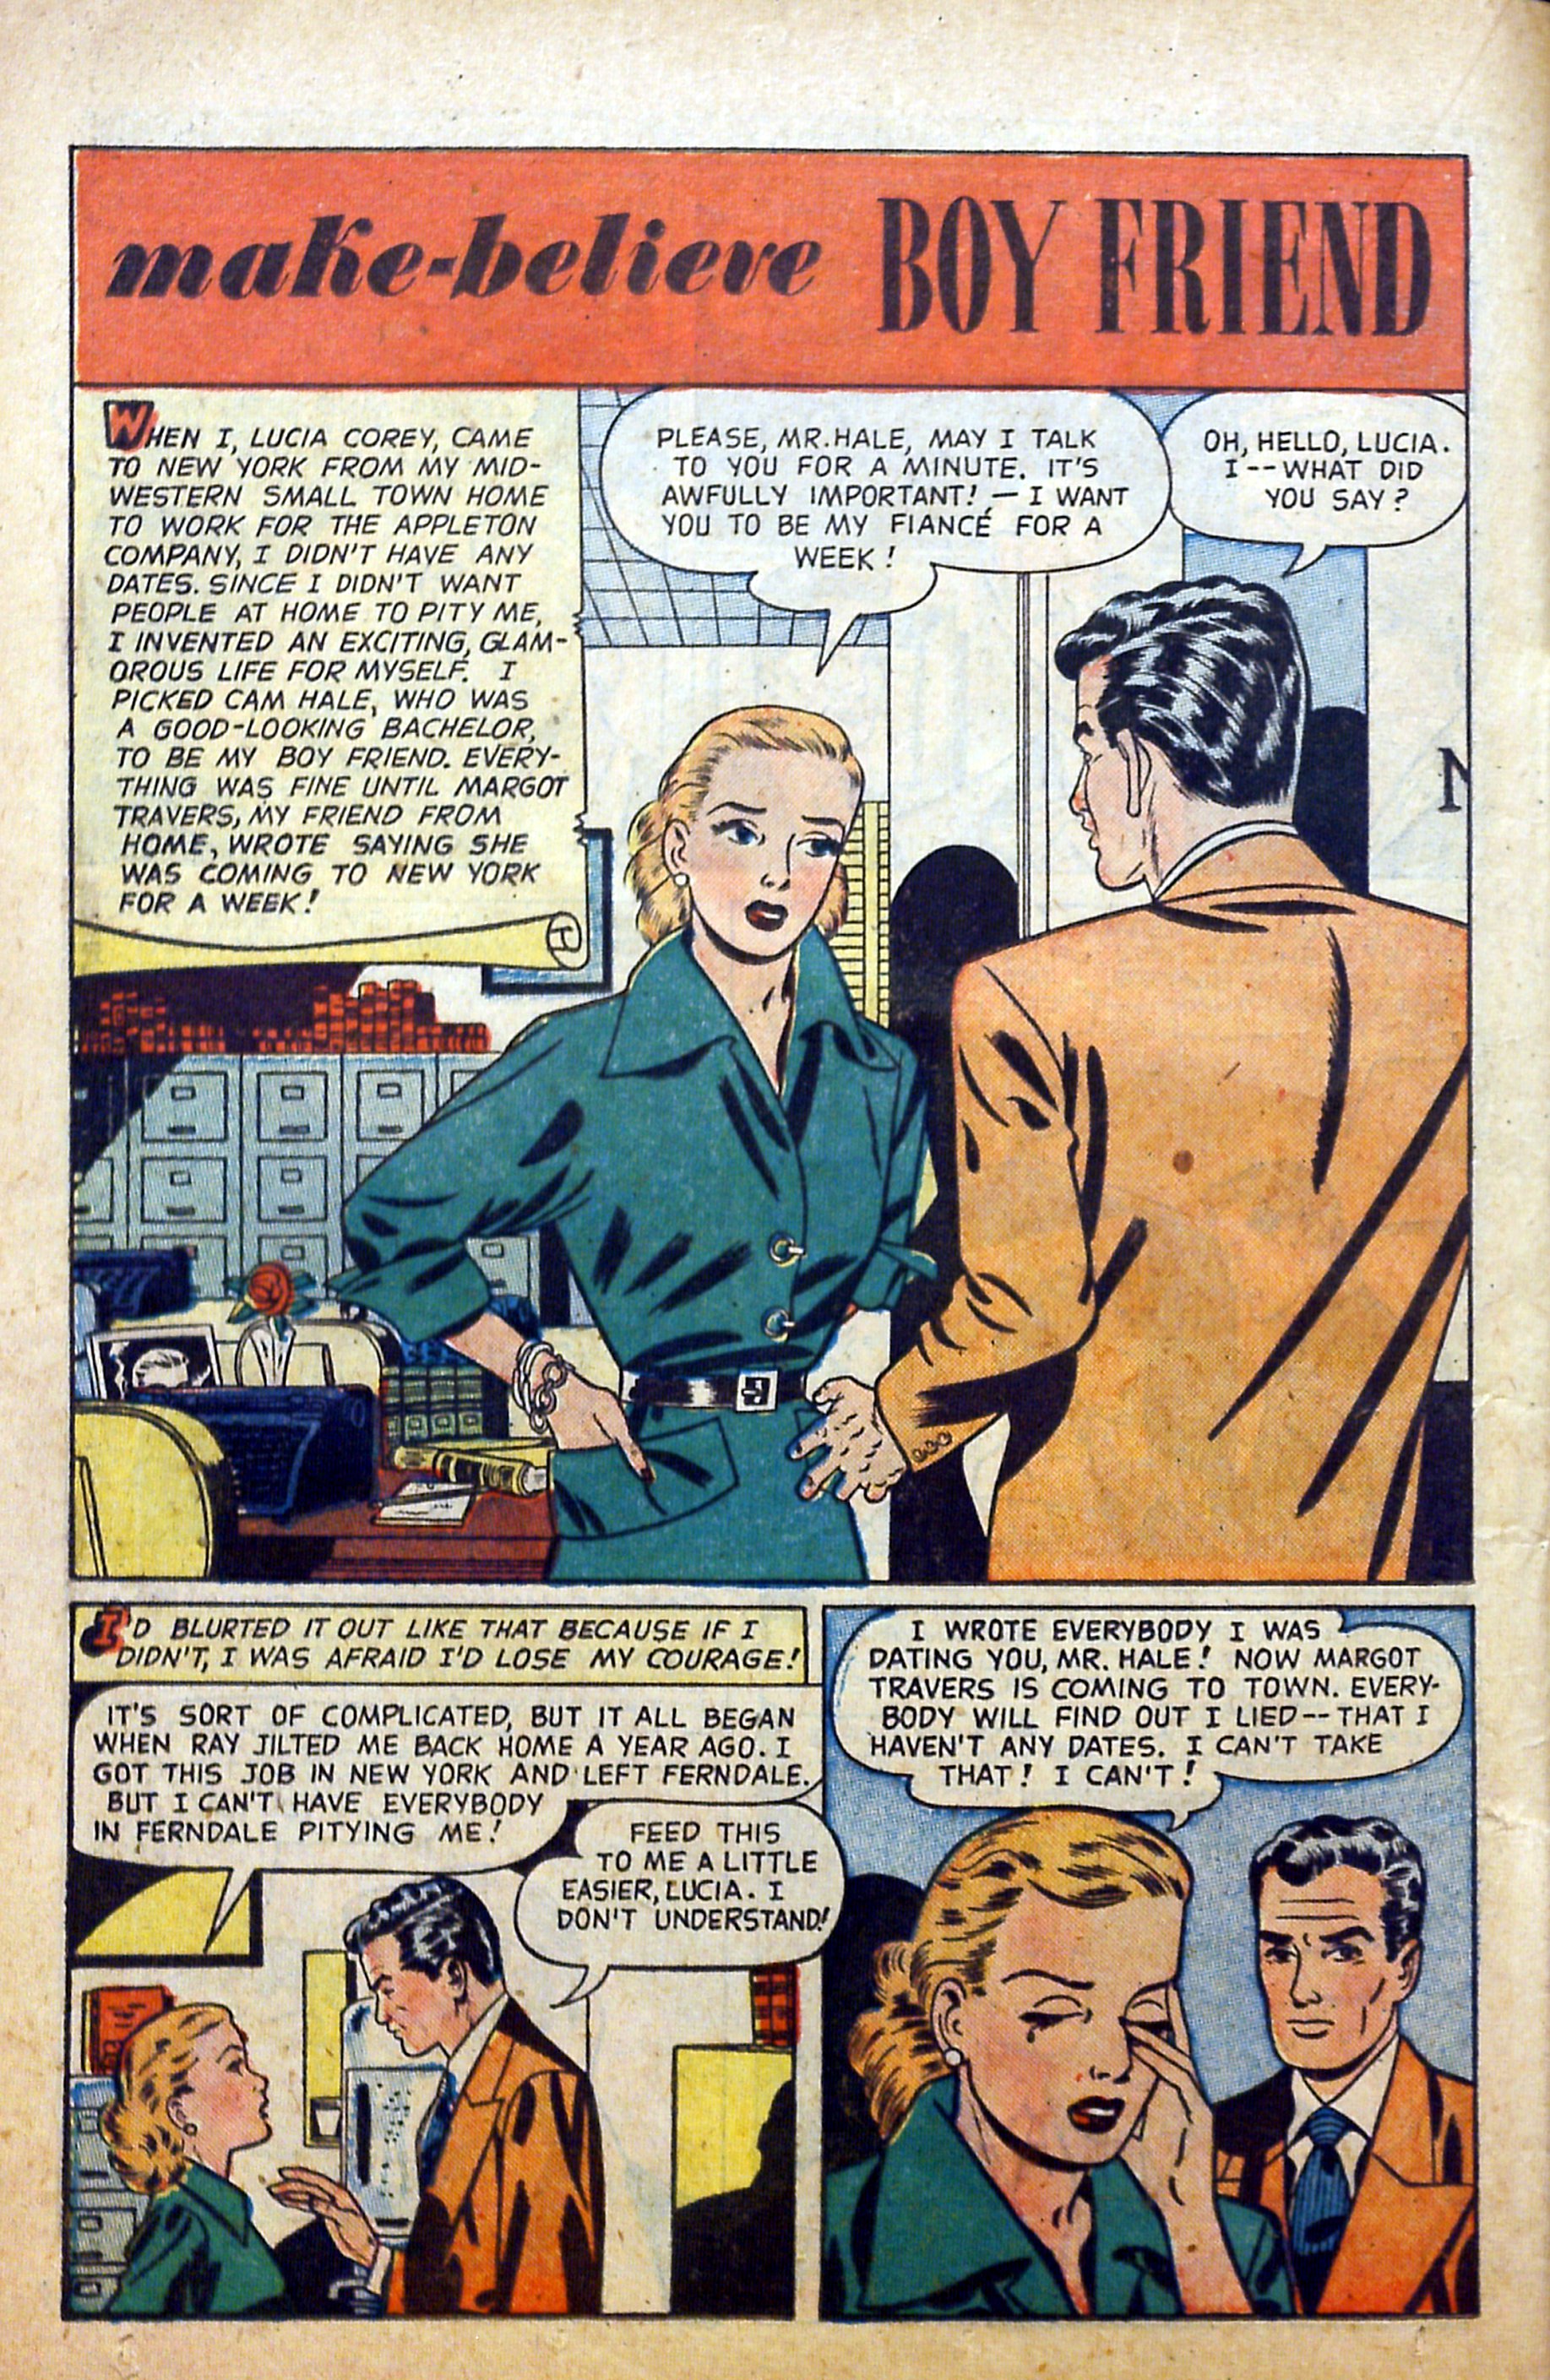 make-believe BOY FRIEND
WHEN I, LUCIA COREY, CAME
TO NEW YORK FROM MY MID-
WESTERN SMALL TOWN HOME
TO WORK FOR THE APPLETON
COMPANY, I DIDN'T HAVE ANY
DATES. SINCE I DIDN'T WANT
PEOPLE AT HOME TO PITY ME,
I INVENTED AN EXCITING, GLAM-
OROUS LIFE FOR MYSELF. I
PICKED CAM HALE, WHO WAS
A GOOD-LOOKING BACHELOR,
TO BE MY BOY FRIEND. EVERY-
THING WAS FINE UNTIL MARGOT
TRAVERS, MY FRIEND FROM
HOME, WROTE SAYING SHE
WAS COMING TO NEW YORK
FOR A WEEK!
PLEASE, MR. HALE, MAY I TALK
TO YOU FOR A MINUTE. IT'S
AWFULLY IMPORTANT! — I WANT
YOU TO BE MY FIANCÉ FOR A
WEEK!
OH, HELLO, LUCIA.
I -- WHAT DID
YOU SAY?
N
I'D BLURTED IT OUT LIKE THAT BECAUSE IF I
DIDN'T, I WAS AFRAID I'D LOSE MY COURAGE!
IT'S SORT OF COMPLICATED, BUT IT ALL BEGAN
WHEN RAY JILTED ME BACK HOME A YEAR AGO. I
GOT THIS JOB IN NEW YORK AND LEFT FERNDALE.
BUT I CAN'T HAVE EVERYBODY
IN FERNDALE PITYING ME!
FEED THIS
TO ME A LITTLE
EASIER, LUCIA. I
DON'T UNDERSTAND!
I WROTE EVERYBODY I WAS
DATING YOU, MR. HALE! NOW MARGOT
TRAVERS IS COMING TO TOWN. EVERY-
BODY WILL FIND OUT I LIED -- THAT I
HAVEN'T ANY DATES. I CAN'T TAKE
THAT! I CAN'T!